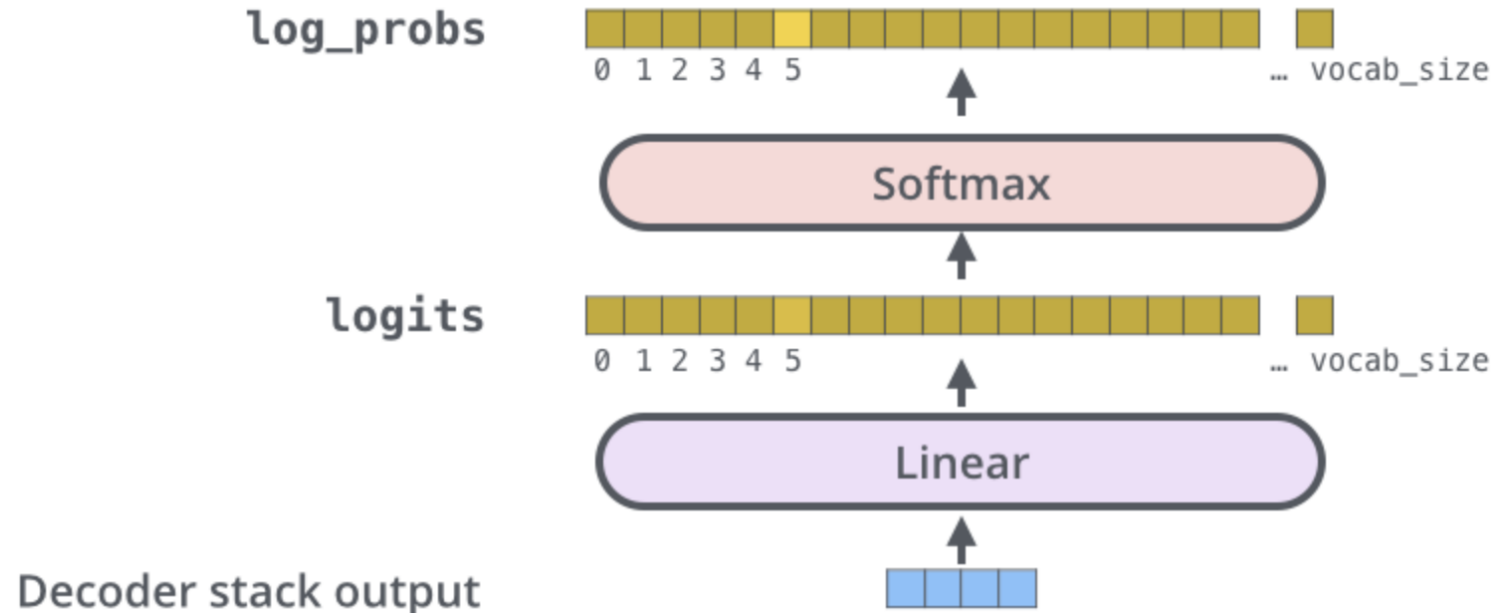 log_probs
0 1 2 3 4 5 … vocab_size
Softmax
logits
0 1 2 3 4 5 … vocab_size
Linear
Decoder stack output